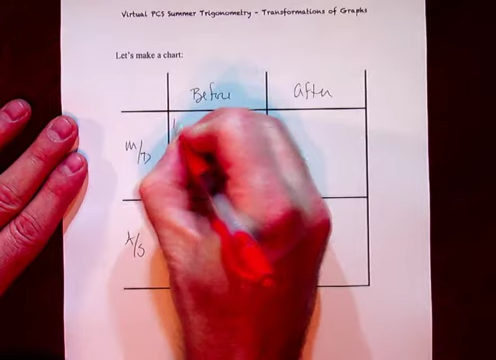 Virtual PCS Summer Trigonometry - Transformations of Graphs
Let's make a chart:
Before After
M/D
A/S